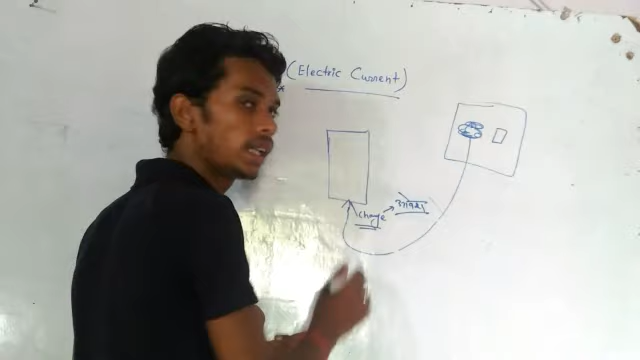 (Electric Current)
charge → आवेश